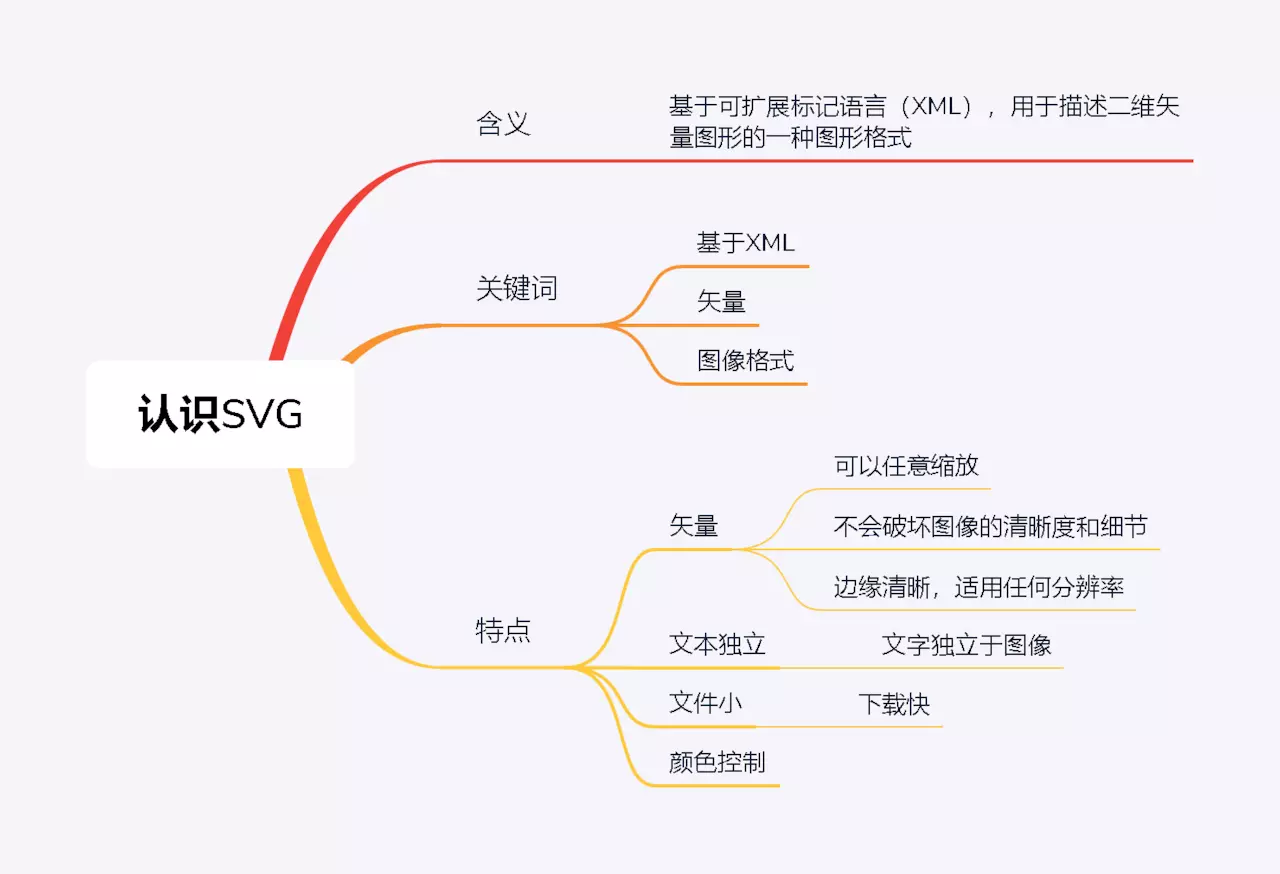 含义
基于可扩展标记语言（XML），用于描述二维矢
量图形的一种图形格式
关键词
基于XML
矢量
图像格式
认识SVG
特点
矢量
可以任意缩放
不会破坏图像的清晰度和细节
边缘清晰，适用任何分辨率
文本独立
文字独立于图像
文件小
下载快
颜色控制